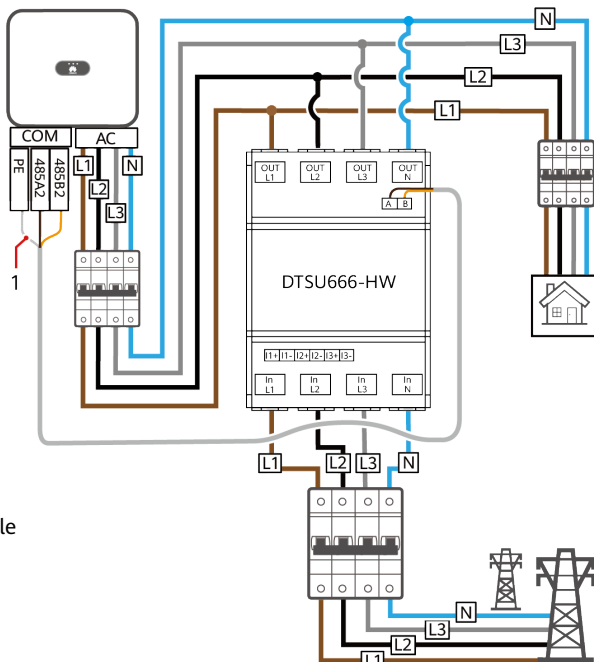 N
L3
L2
L1
COM
AC
PE
485A2
485B2
L1
L2
L3
N
1
OUT L1
OUT L2
OUT L3
OUT N
A B
DTSU666-HW
I1+ I1- I2+ I2- I3+ I3-
In L1
In L2
In L3
In N
L1
L2
L3
N
le
N
L3
L2
L1